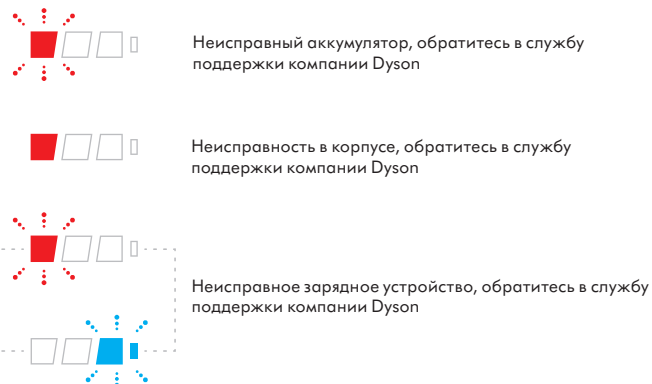 Неисправный аккумулятор, обратитесь в службу
поддержки компании Dyson
Неисправность в корпусе, обратитесь в службу
поддержки компании Dyson
Неисправное зарядное устройство, обратитесь в службу
поддержки компании Dyson